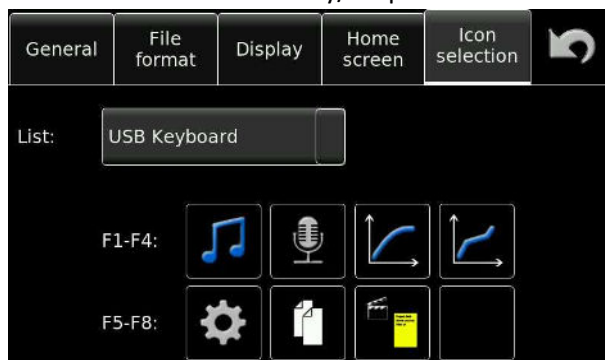 General
File
format
Display
Home
screen
Icon
selection
List:
USB Keyboard
F1-F4:
F5-F8: